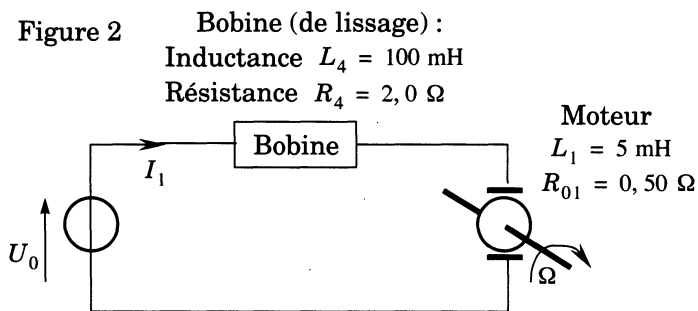 Figure 2
Bobine (de lissage) :
Inductance L₄ = 100 mH
Résistance R₄ = 2,0 Ω
Moteur
L₁ = 5 mH
R₀₁ = 0,50 Ω
Bobine
I₁
U₀
Ω